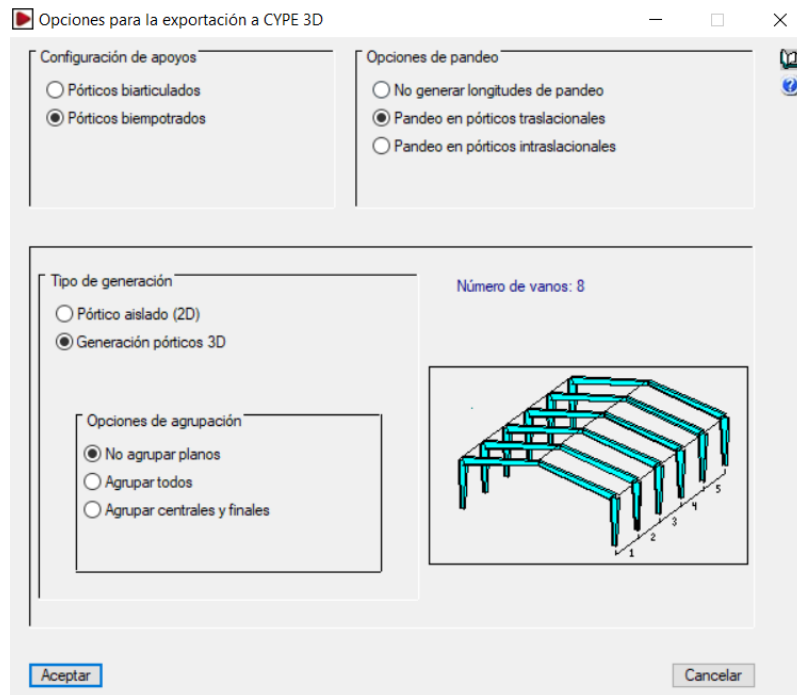 Opciones para la exportación a CYPE 3D
Configuración de apoyos
Pórticos biarticulados
Pórticos biempotrados
Opciones de pandeo
No generar longitudes de pandeo
Pandeo en pórticos traslacionales
Pandeo en pórticos intraslacionales
Tipo de generación
Pórtico aislado (2D)
Generación pórticos 3D
Opciones de agrupación
No agrupar planos
Agrupar todos
Agrupar centrales y finales
Número de vanos: 8
1
2
3
4
5
Aceptar
Cancelar